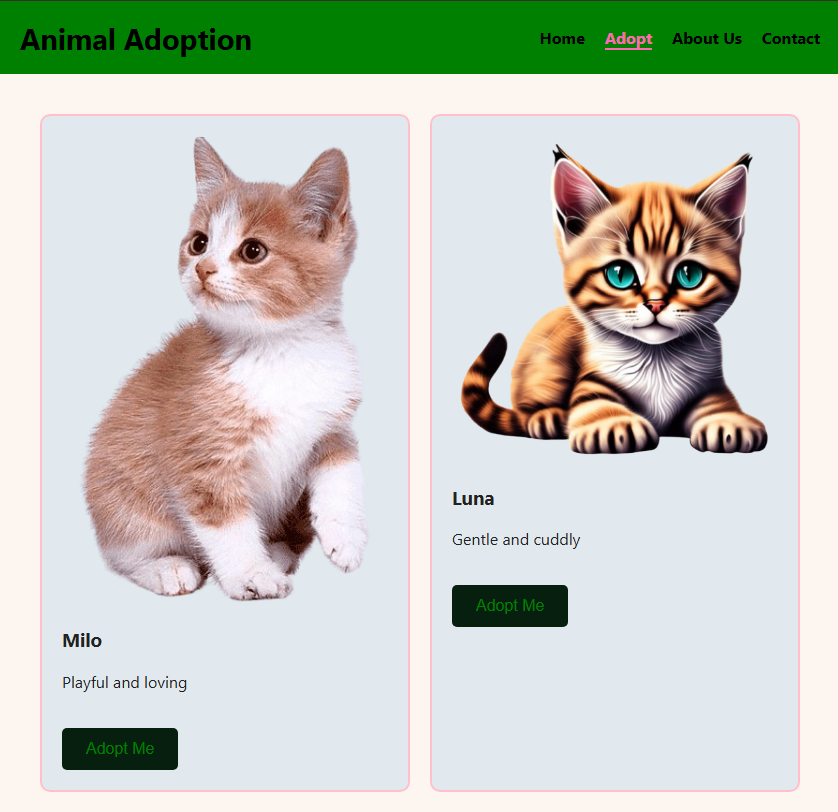 Animal Adoption
Home Adopt About Us Contact
Milo
Playful and loving
Adopt Me
Luna
Gentle and cuddly
Adopt Me